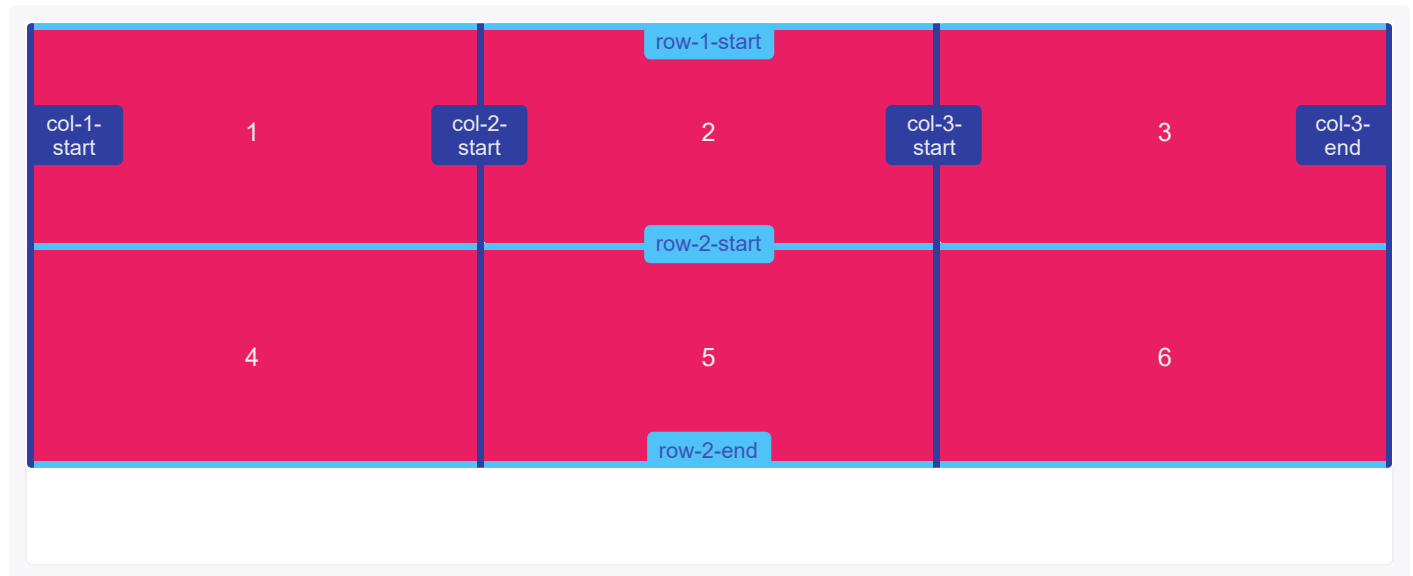 row-1-start
col-1-
start
1
col-2-
start
2
col-3-
start
3
col-3-
end
row-2-start
4
5
6
row-2-end